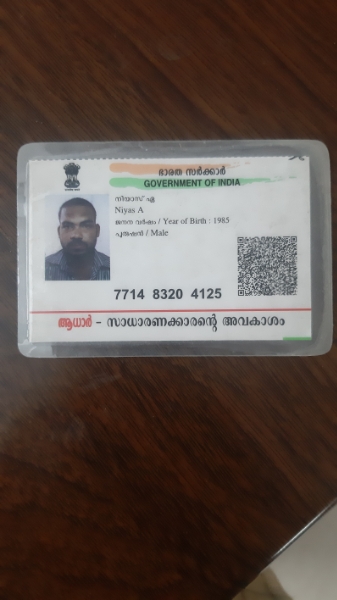 ഭാരത സർക്കാർ
GOVERNMENT OF INDIA
നിയാസ് എ
Niyas A
ജനന വർഷം / Year of Birth : 1985
പുരുഷൻ / Male
7714 8320 4125
ആധാർ – സാധാരണക്കാരന്റെ അവകാശം